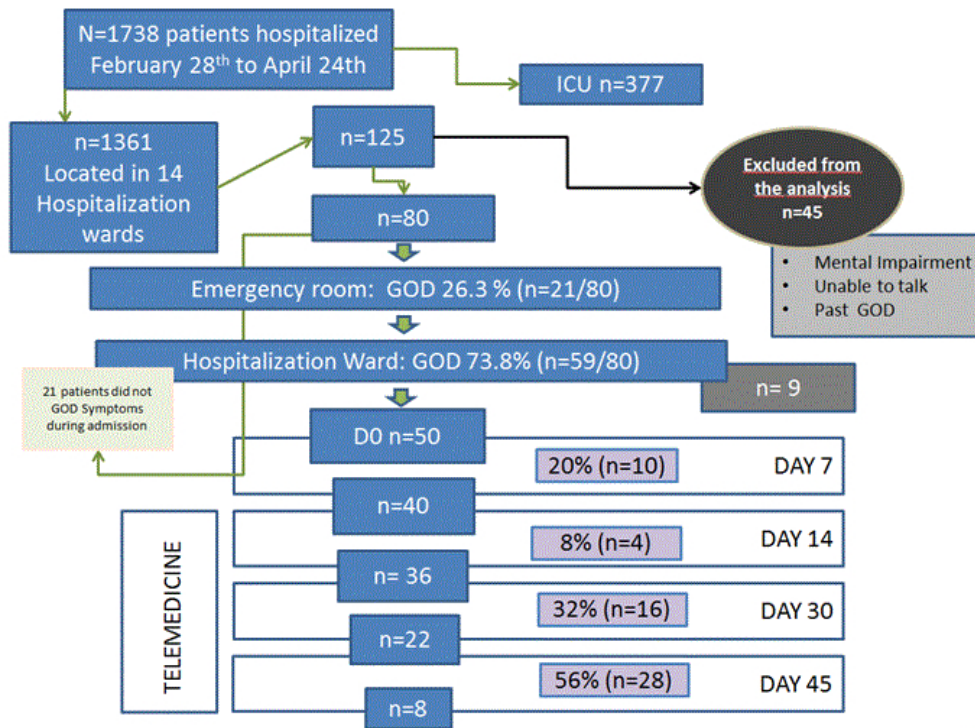 N=1738 patients hospitalized
February 28th to April 24th
ICU n=377
n=1361
Located in 14
Hospitalization
wards
n=125
Excluded from
the analysis
n=45
n=80
• Mental Impairment
• Unable to talk
• Past GOD
Emergency room: GOD 26.3 % (n=21/80)
Hospitalization Ward: GOD 73.8% (n=59/80)
n= 9
21 patients did not
GOD Symptoms
during admission
D0 n=50
20% (n=10)
DAY 7
n=40
8% (n=4)
DAY 14
n= 36
32% (n=16)
DAY 30
n=22
56% (n=28)
DAY 45
n=8
TELEMEDICINE